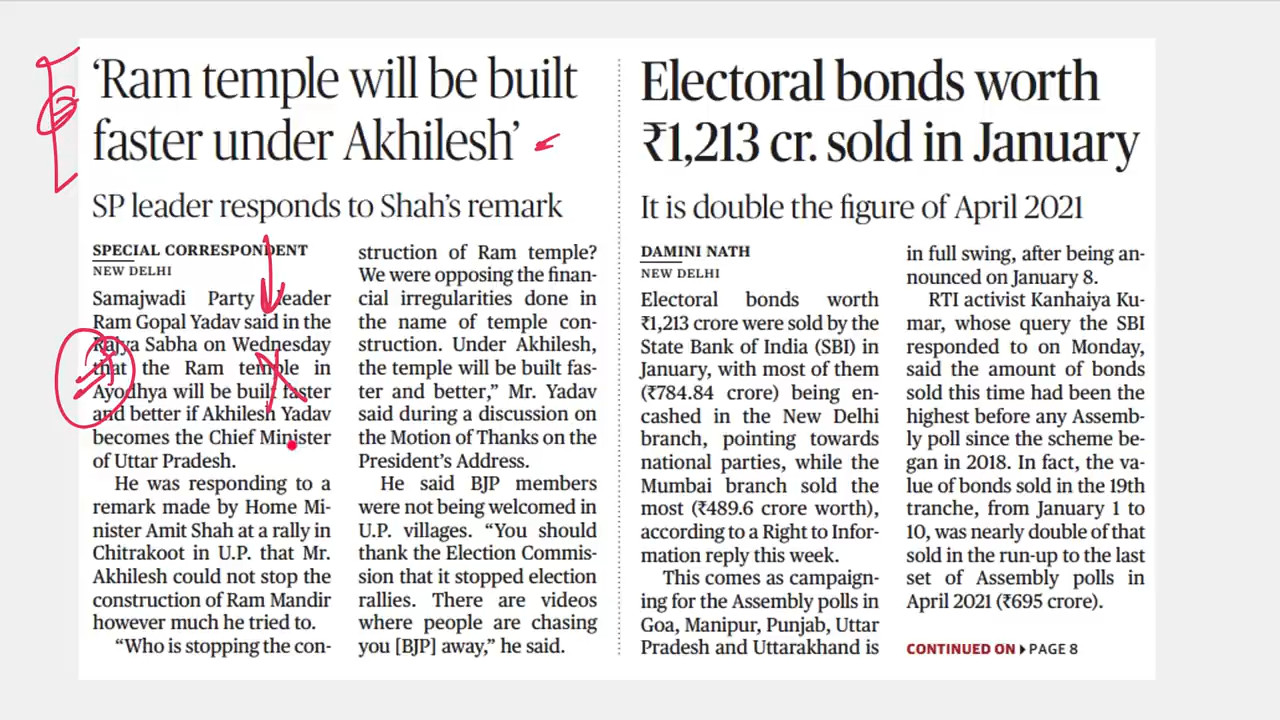 ‘Ram temple will be built
faster under Akhilesh’
SP leader responds to Shah’s remark
SPECIAL CORRESPONDENT
NEW DELHI
Samajwadi Party leader
Ram Gopal Yadav said in the
Rajya Sabha on Wednesday
that the Ram temple in
Ayodhya will be built faster
and better if Akhilesh Yadav
becomes the Chief Minister
of Uttar Pradesh.
He was responding to a
remark made by Home Mi-
nister Amit Shah at a rally in
Chitrakoot in U.P. that Mr.
Akhilesh could not stop the
construction of Ram Mandir
however much he tried to.
“Who is stopping the con-
struction of Ram temple?
We were opposing the finan-
cial irregularities done in
the name of temple con-
struction. Under Akhilesh,
the temple will be built fas-
ter and better,” Mr. Yadav
said during a discussion on
the Motion of Thanks on the
President’s Address.
He said BJP members
were not being welcomed in
U.P. villages. “You should
thank the Election Commis-
sion that it stopped election
rallies. There are videos
where people are chasing
you [BJP] away,” he said.
Electoral bonds worth
₹1,213 cr. sold in January
It is double the figure of April 2021
DAMINI NATH
NEW DELHI
Electoral bonds worth
₹1,213 crore were sold by the
State Bank of India (SBI) in
January, with most of them
(₹784.84 crore) being en-
cashed in the New Delhi
branch, pointing towards
national parties, while the
Mumbai branch sold the
most (₹489.6 crore worth),
according to a Right to Infor-
mation reply this week.
This comes as campaign-
ing for the Assembly polls in
Goa, Manipur, Punjab, Uttar
Pradesh and Uttarakhand is
in full swing, after being an-
nounced on January 8.
RTI activist Kanhaiya Ku-
mar, whose query the SBI
responded to on Monday,
said the amount of bonds
sold this time had been the
highest before any Assemb-
ly poll since the scheme be-
gan in 2018. In fact, the va-
lue of bonds sold in the 19th
tranche, from January 1 to
10, was nearly double of that
sold in the run-up to the last
set of Assembly polls in
April 2021 (₹695 crore).
CONTINUED ON PAGE 8